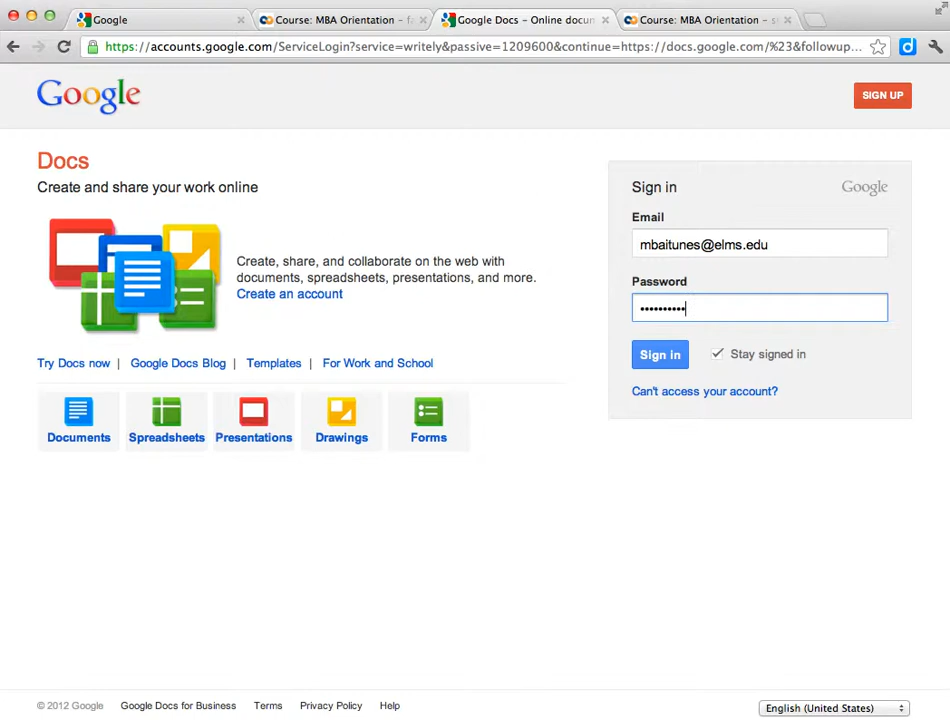 Google
Course: MBA Orientation – fa
Google Docs – Online docum
Course: MBA Orientation – s
https://accounts.google.com/ServiceLogin?service=writely&passive=1209600&continue=https://docs.google.com/%23&followup...
Google
SIGN UP
Docs
Create and share your work online
Create, share, and collaborate on the web with
documents, spreadsheets, presentations, and more.
Create an account
Try Docs now | Google Docs Blog | Templates | For Work and School
Documents
Spreadsheets
Presentations
Drawings
Forms
Sign in
Google
Email
mbaitunes@elms.edu
Password
••••••••••
Sign in
Stay signed in
Can't access your account?
© 2012 Google
Google Docs for Business
Terms
Privacy Policy
Help
English (United States)